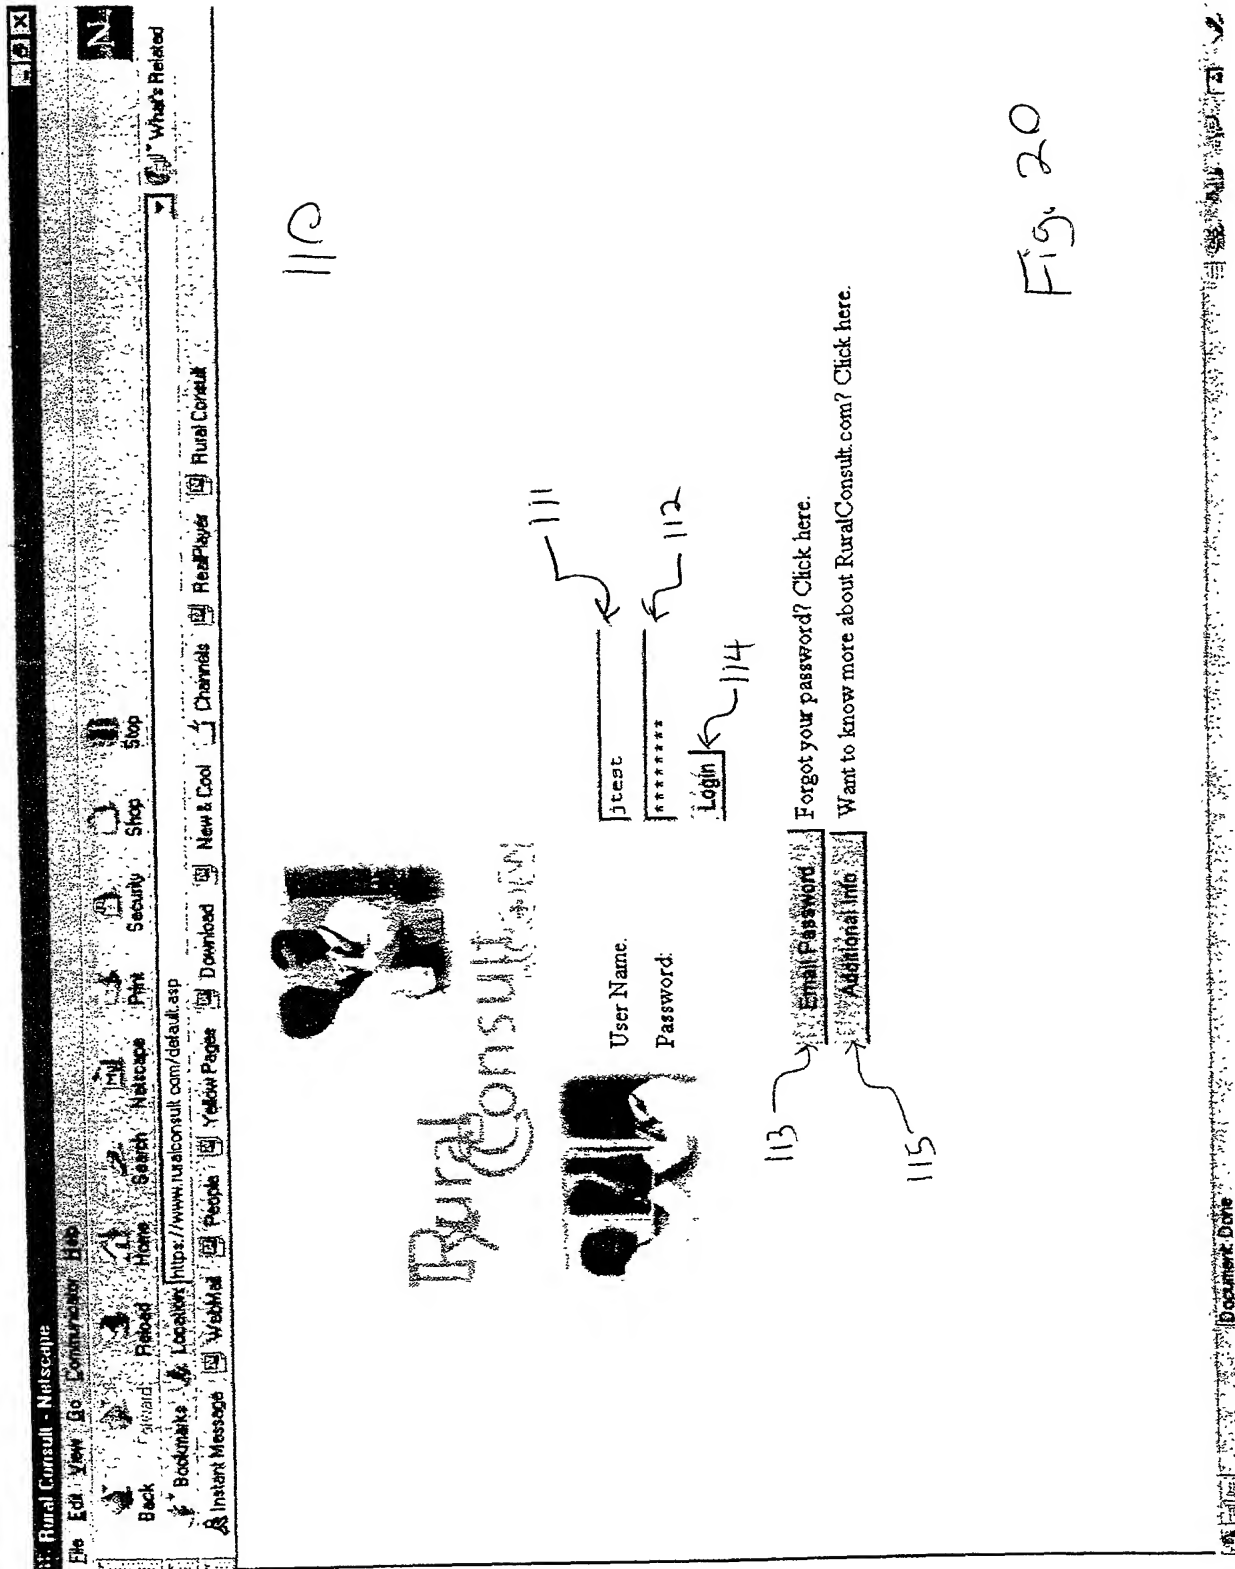 Rural Consult - Netscape
File Edit View Go Communicator Help
Back Forward Reload Home Search Netscape Print Security Shop Stop
N
Bookmarks Location: https://www.ruralconsult.com/default.asp What's Related
Instant Message WebMail People Yellow Pages Download New & Cool Channels RealPlayer Rural Consult
110
Rural
Consult.com
User Name: jtest
111
Password: ********
112
Login
114
113
Email Password Forgot your password? Click here.
Additional Info Want to know more about RuralConsult.com? Click here.
115
Fig. 20
Document: Done